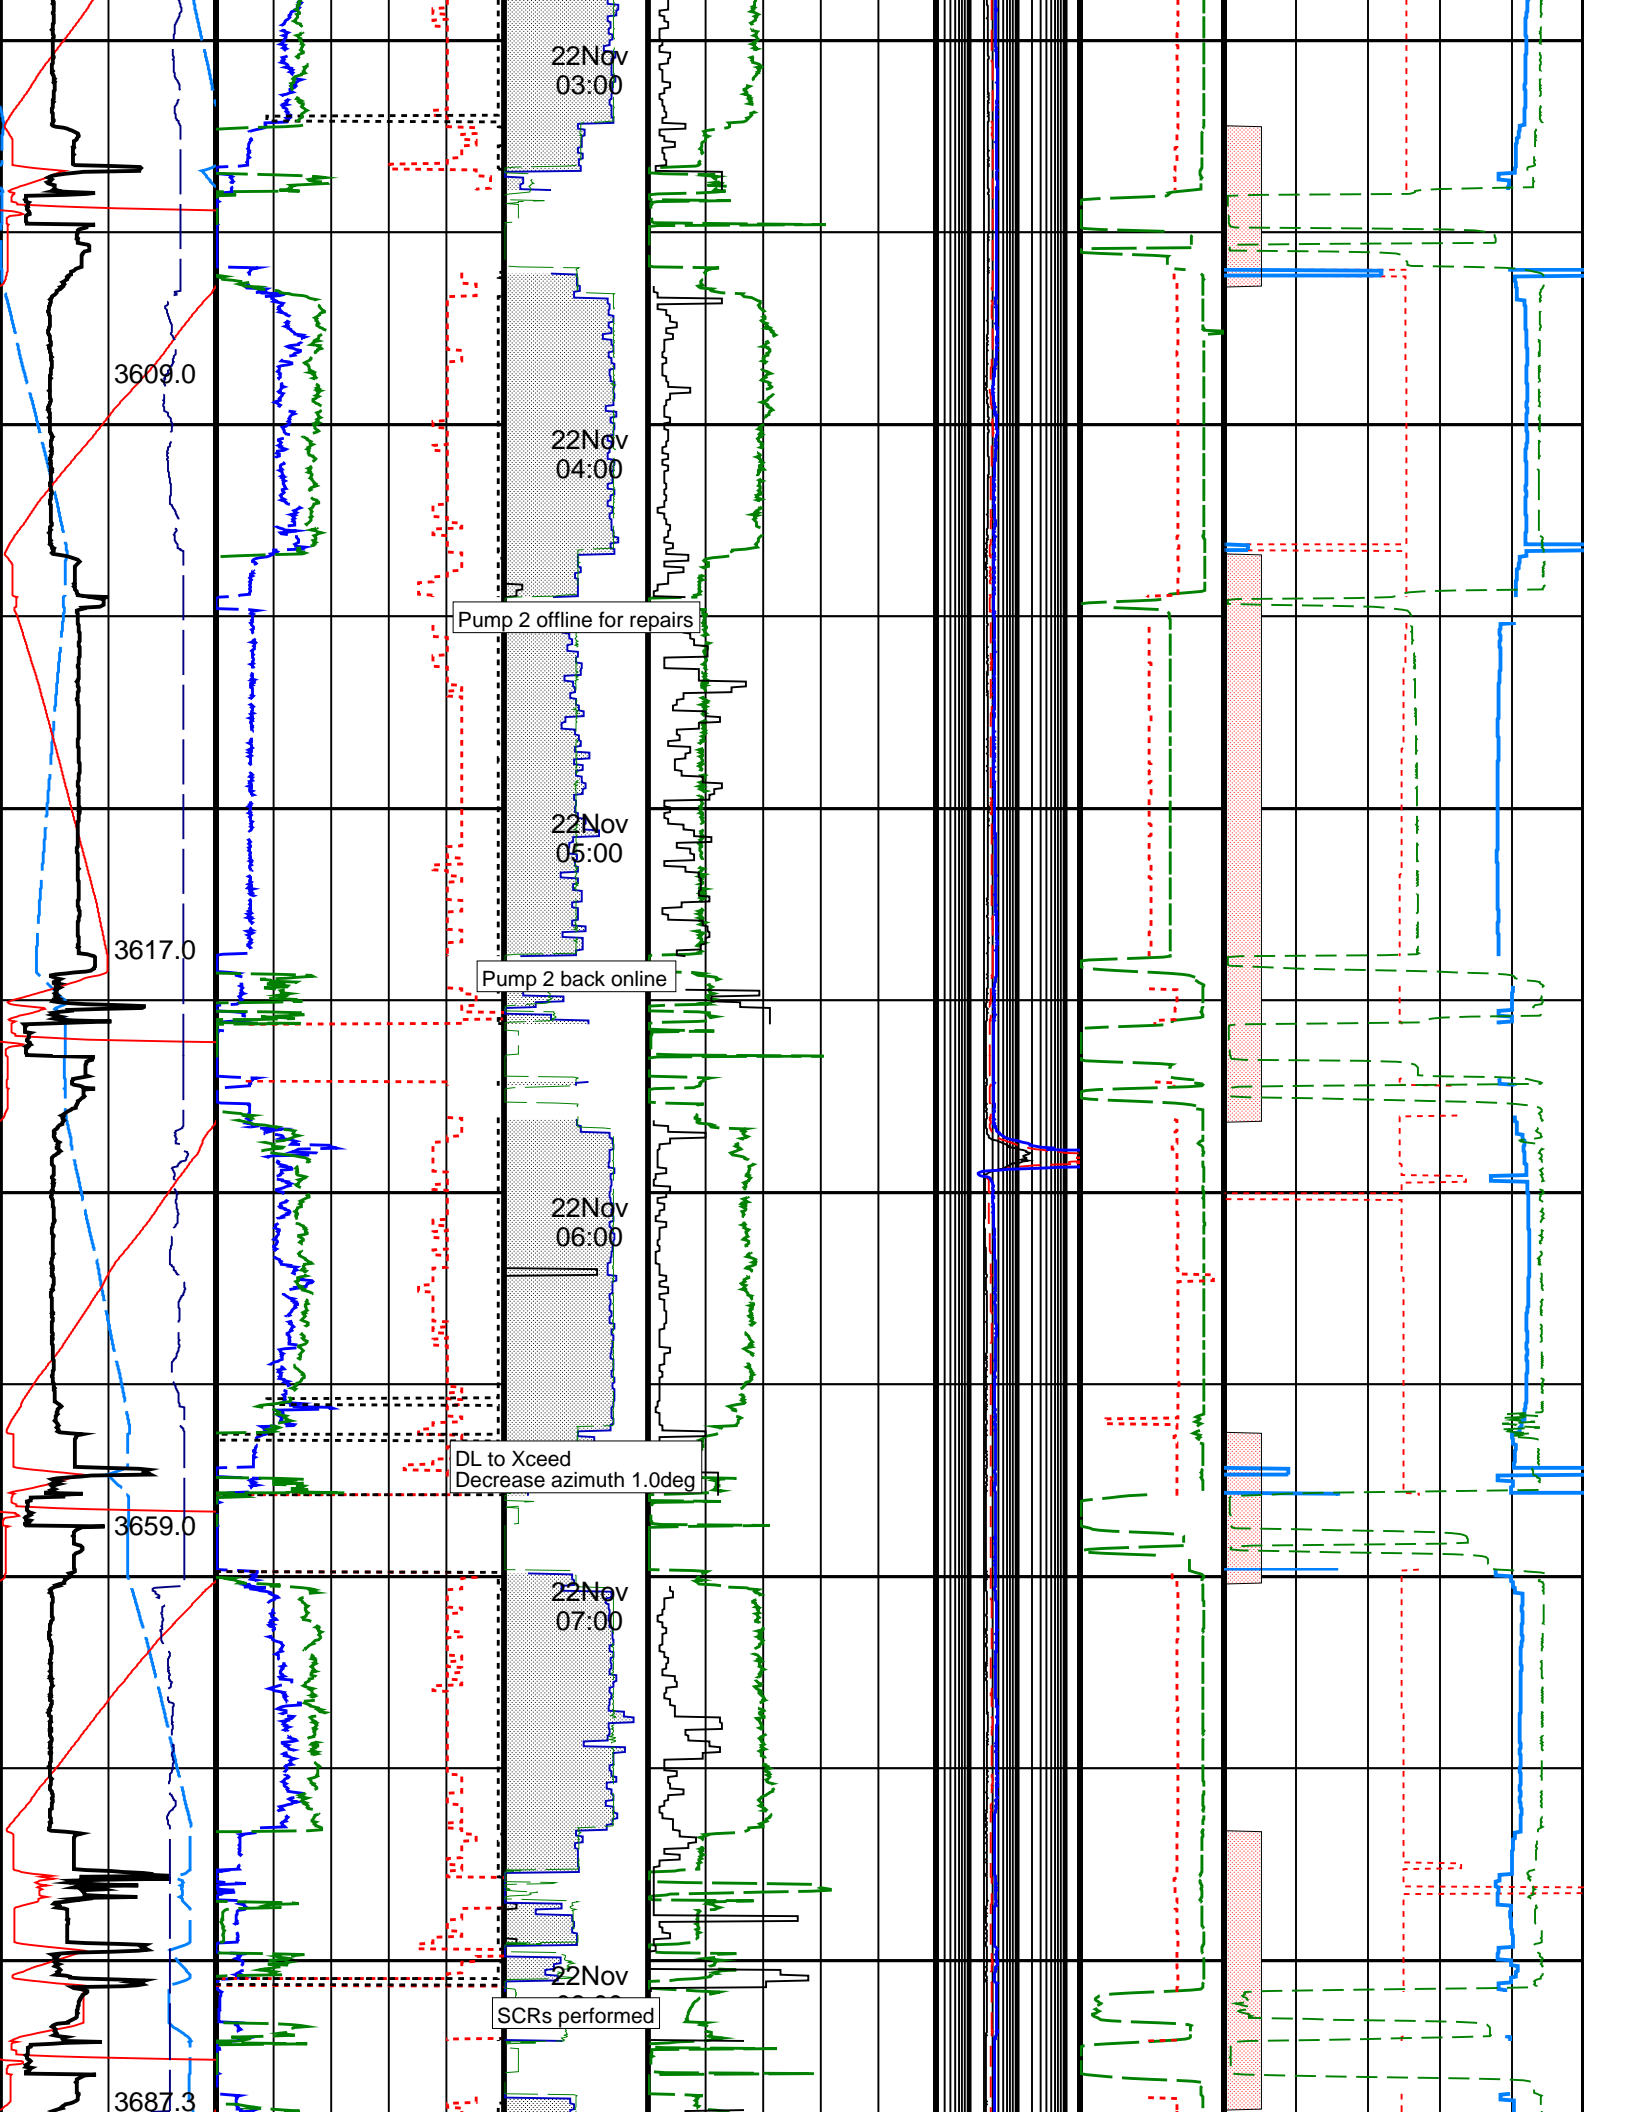 22Nov
03:00
3609.0
22Nov
04:00
Pump 2 offline for repairs
22Nov
05:00
3617.0
Pump 2 back online
22Nov
06:00
DL to Xceed
Decrease azimuth 1.0deg
3659.0
22Nov
07:00
22Nov
SCRs performed
3687.3